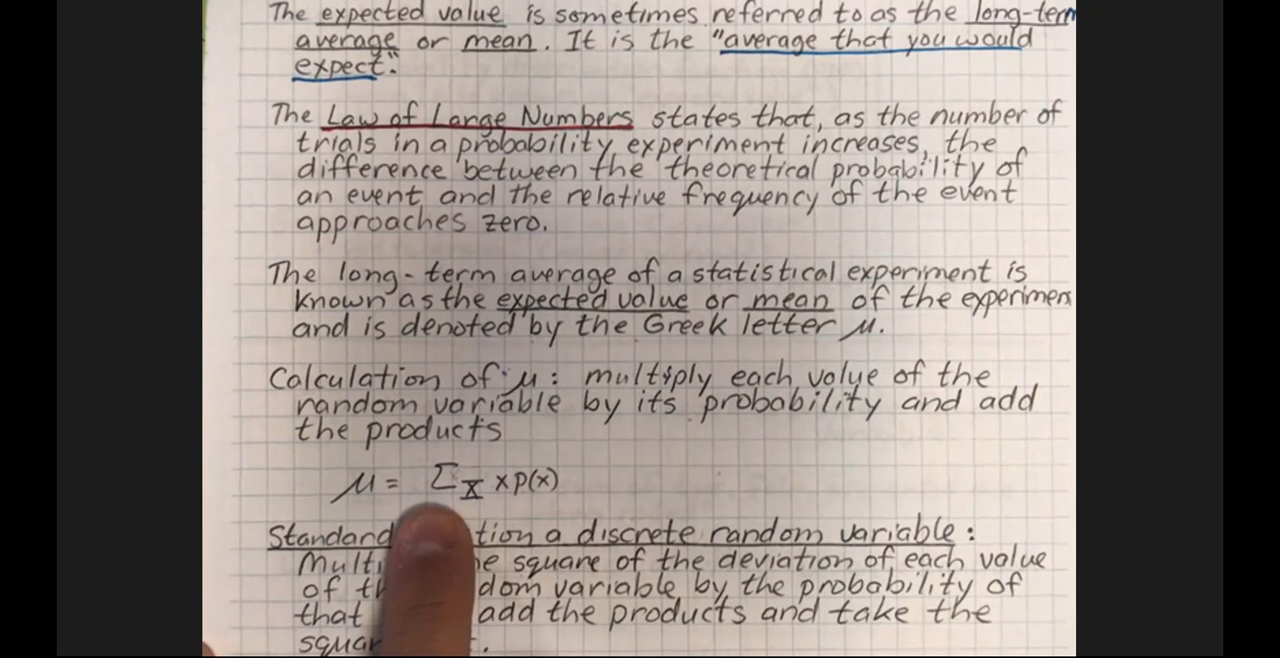 The expected value is sometimes referred to as the long-term
average or mean. It is the "average that you would
expect".
The Law of Large Numbers states that, as the number of
trials in a probability experiment increases, the
difference between the theoretical probability of
an event and the relative frequency of the event
approaches zero.
The long-term average of a statistical experiment is
known as the expected value or mean of the experimen
and is denoted by the Greek letter μ.
Calculation of μ: multiply each value of the
random variable by its probability and add
the products
μ = Σ_X x P(x)
Standard tion a discrete random variable:
Multi e square of the deviation of each value
of th dom variable by the probability of
that add the products and take the
squar .